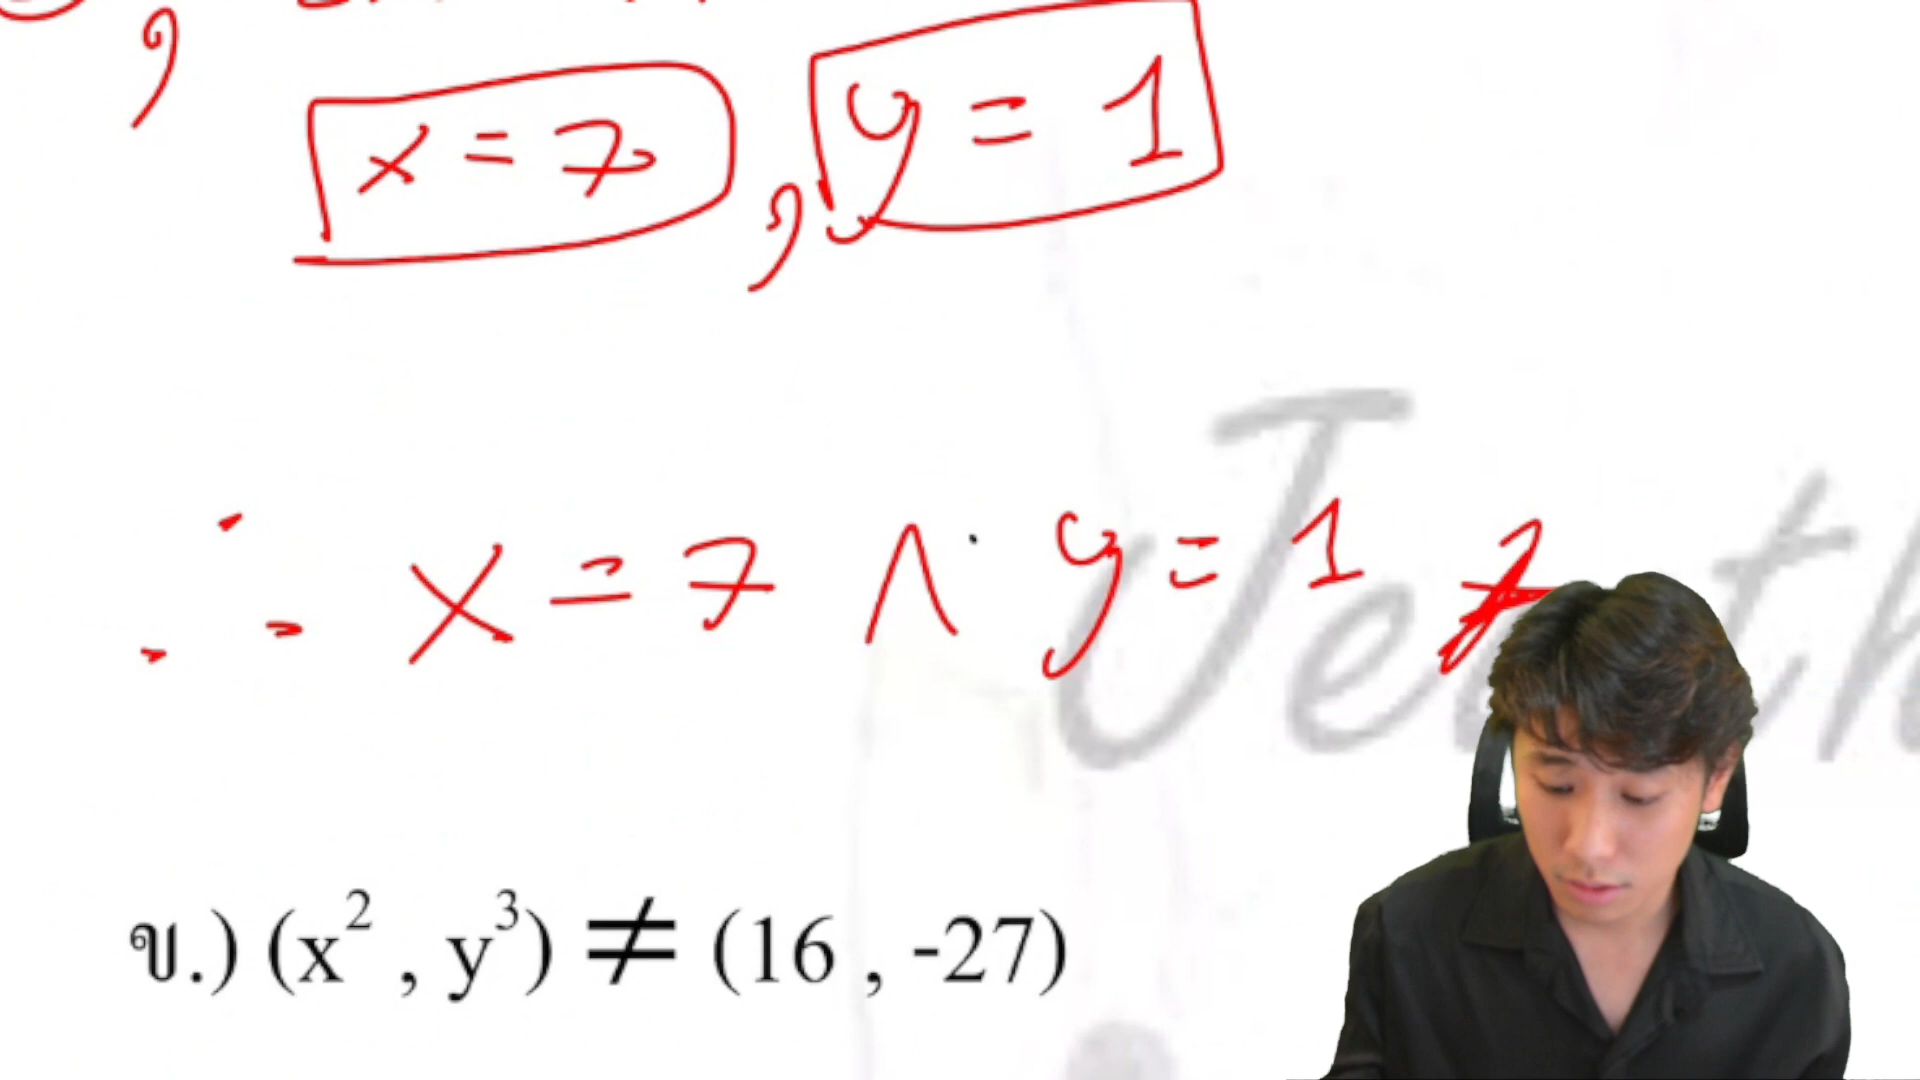 x = 7 , y = 1
∴ x = 7 ∧ y = 1
ข.) (x² , y³) ≠ (16 , -27)